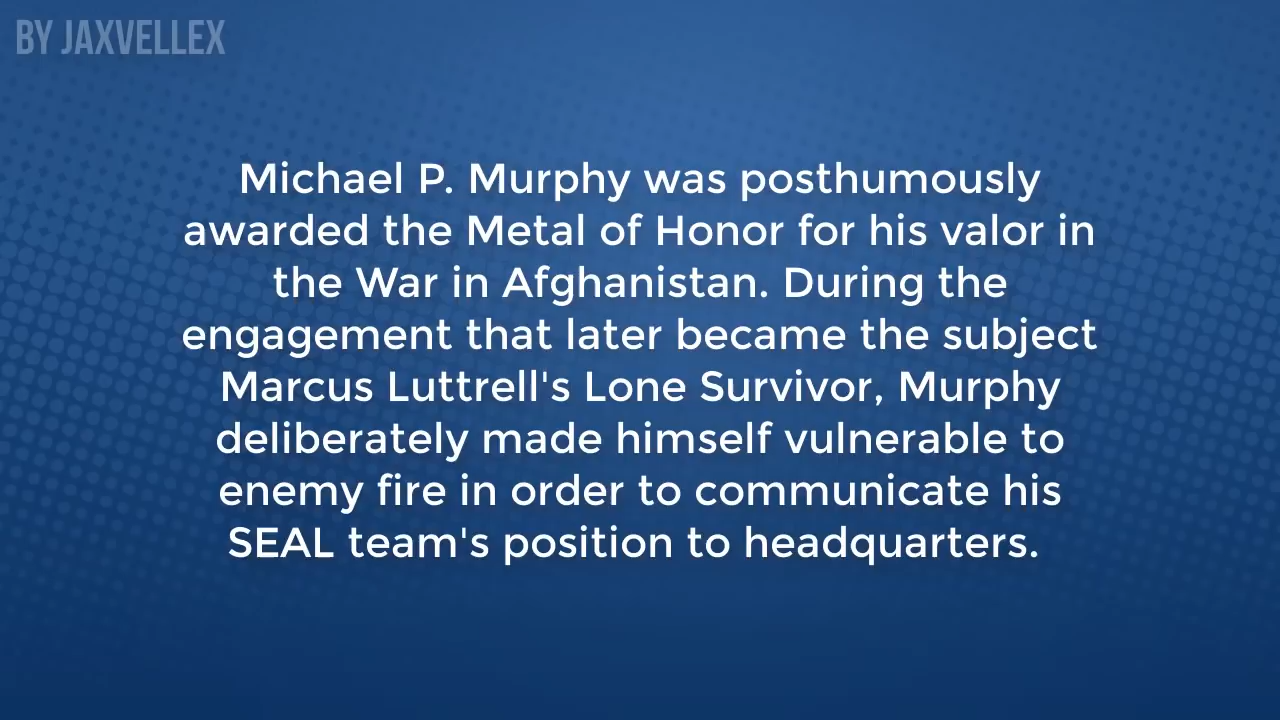 BY JAXVELLEX
Michael P. Murphy was posthumously
awarded the Metal of Honor for his valor in
the War in Afghanistan. During the
engagement that later became the subject
Marcus Luttrell's Lone Survivor, Murphy
deliberately made himself vulnerable to
enemy fire in order to communicate his
SEAL team's position to headquarters.